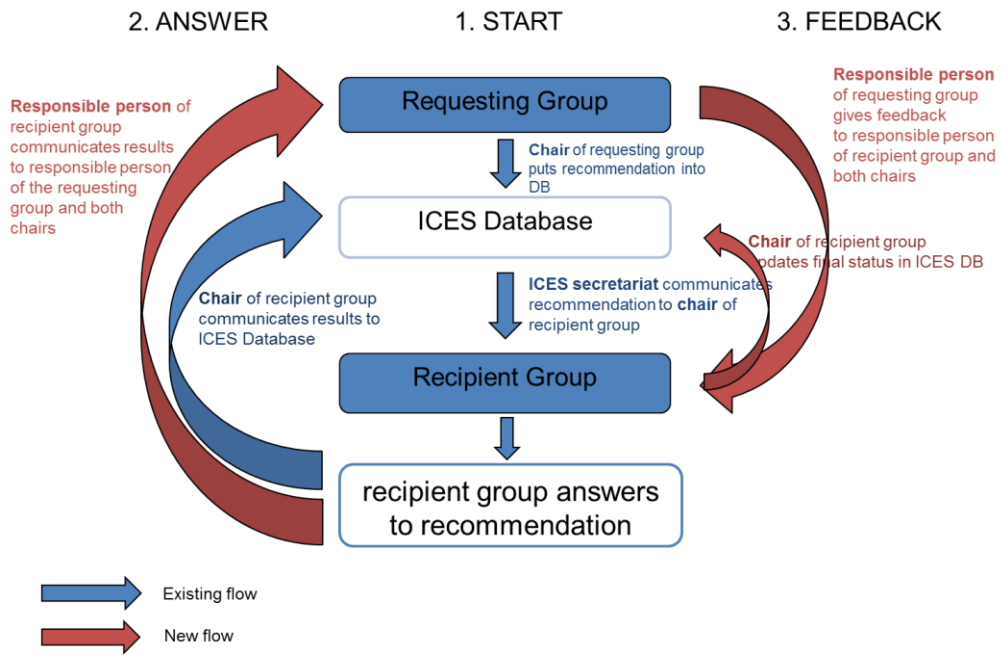 2. ANSWER
1. START
3. FEEDBACK
Responsible person of
recipient group
communicates results
to responsible person
of the requesting
group and both
chairs
Requesting Group
Chair of requesting group
puts recommendation into
DB
Responsible person
of requesting group
gives feedback
to responsible person
of recipient group and
both chairs
ICES Database
Chair of recipient group
updates final status in ICES DB
Chair of recipient group
communicates results to
ICES Database
ICES secretariat communicates
recommendation to chair of
recipient group
Recipient Group
recipient group answers
to recommendation
Existing flow
New flow